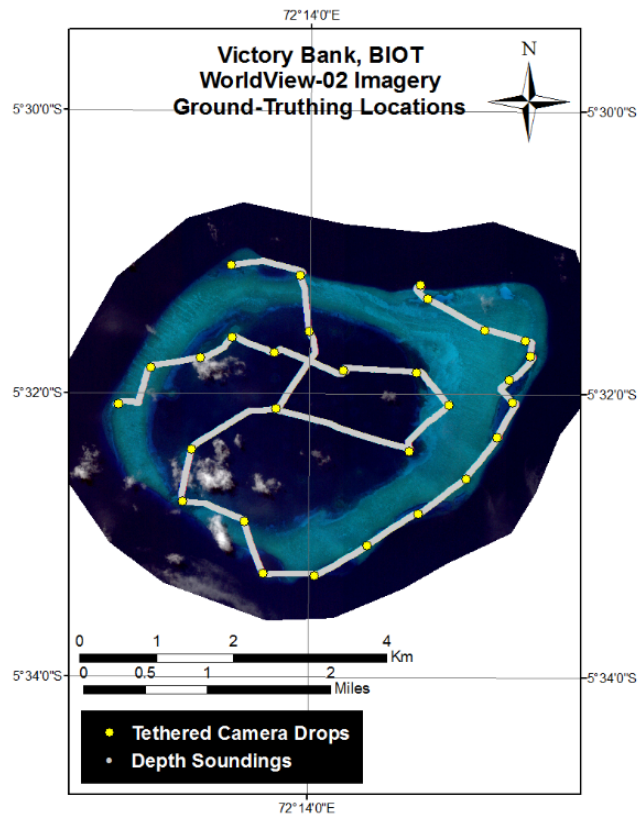 72°14'0"E
Victory Bank, BIOT
WorldView-02 Imagery
Ground-Truthing Locations
N
5°30'0"S
5°30'0"S
5°32'0"S
5°32'0"S
0 1 2 4
Km
0 0.5 1 2
Miles
5°34'0"S
5°34'0"S
Tethered Camera Drops
Depth Soundings
72°14'0"E